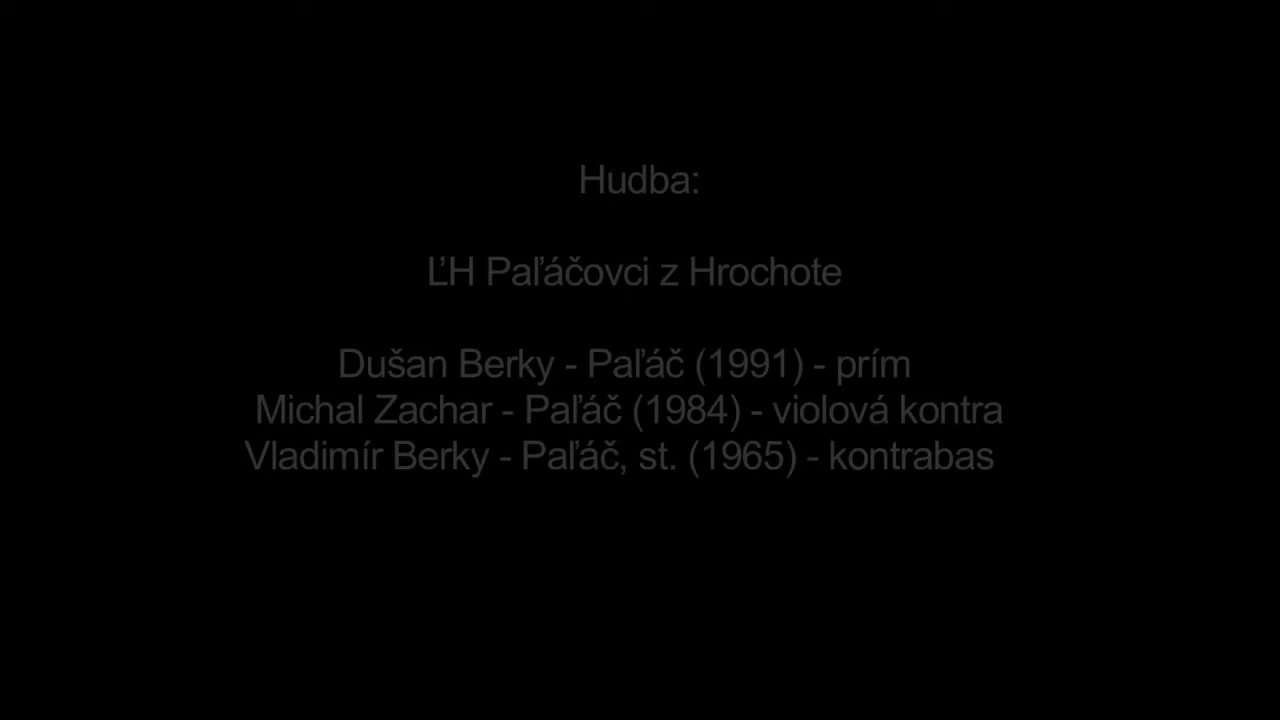 Hudba:
ĽH Paľáčovci z Hrochote
Dušan Berky - Paľáč (1991) - prím
Michal Zachar - Paľáč (1984) - violová kontra
Vladimír Berky - Paľáč, st. (1965) - kontrabas